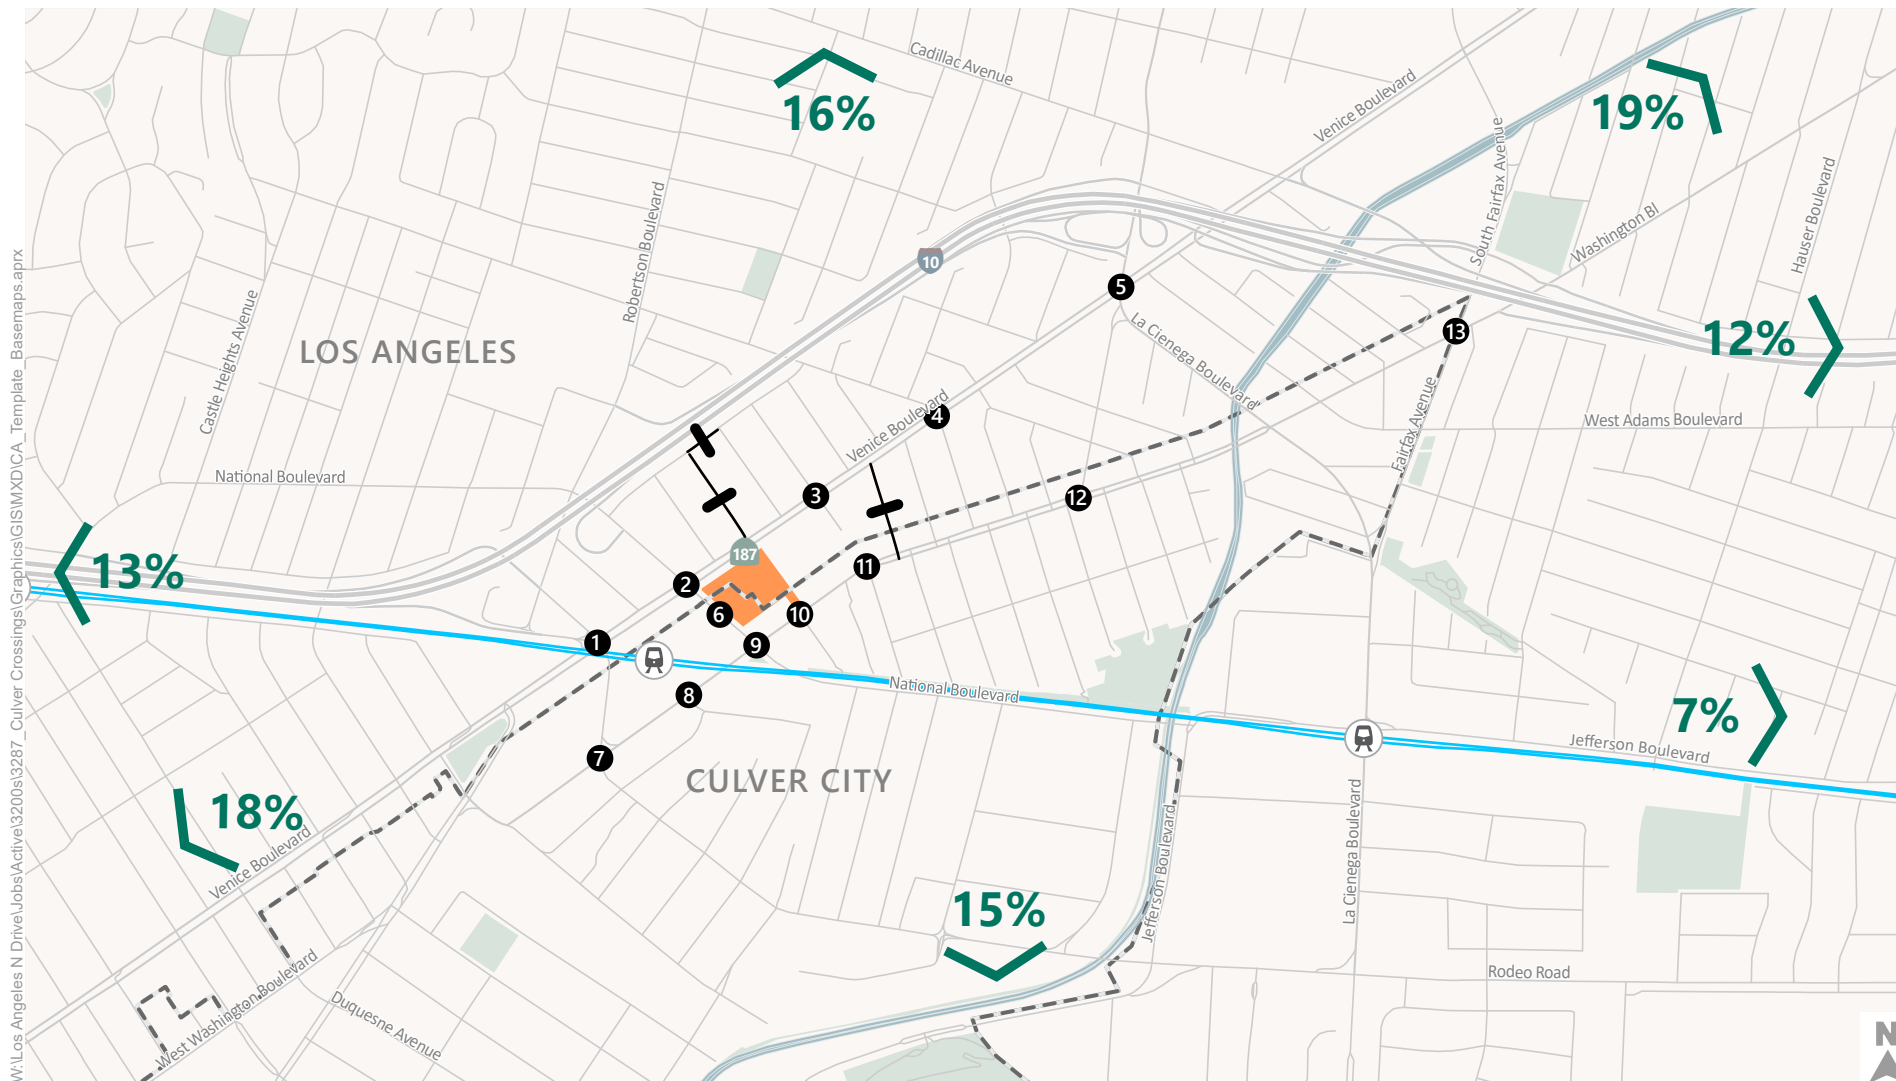 Cadillac Avenue
16%
Venice Boulevard
19%
South Fairfax Avenue
Hauser Boulevard
Washington Bl
Robertson Boulevard
10
5
Castle Heights Avenue
LOS ANGELES
La Cienega Boulevard
13
12%
4
Venice Boulevard
West Adams Boulevard
Fairfax Avenue
National Boulevard
3
12
187
13%
2
11
6
10
1
9
8
National Boulevard
7%
Jefferson Boulevard
7
CULVER CITY
18%
Venice Boulevard
La Cienega Boulevard
Jefferson Boulevard
15%
Rodeo Road
West Washington Boulevard
Duquesne Avenue
N
W:\Los Angeles N Drive\Jobs\Active\3200s\3287_Culver Crossings\Graphics\GIS\MXD\CA_Template_Basemaps.aprx